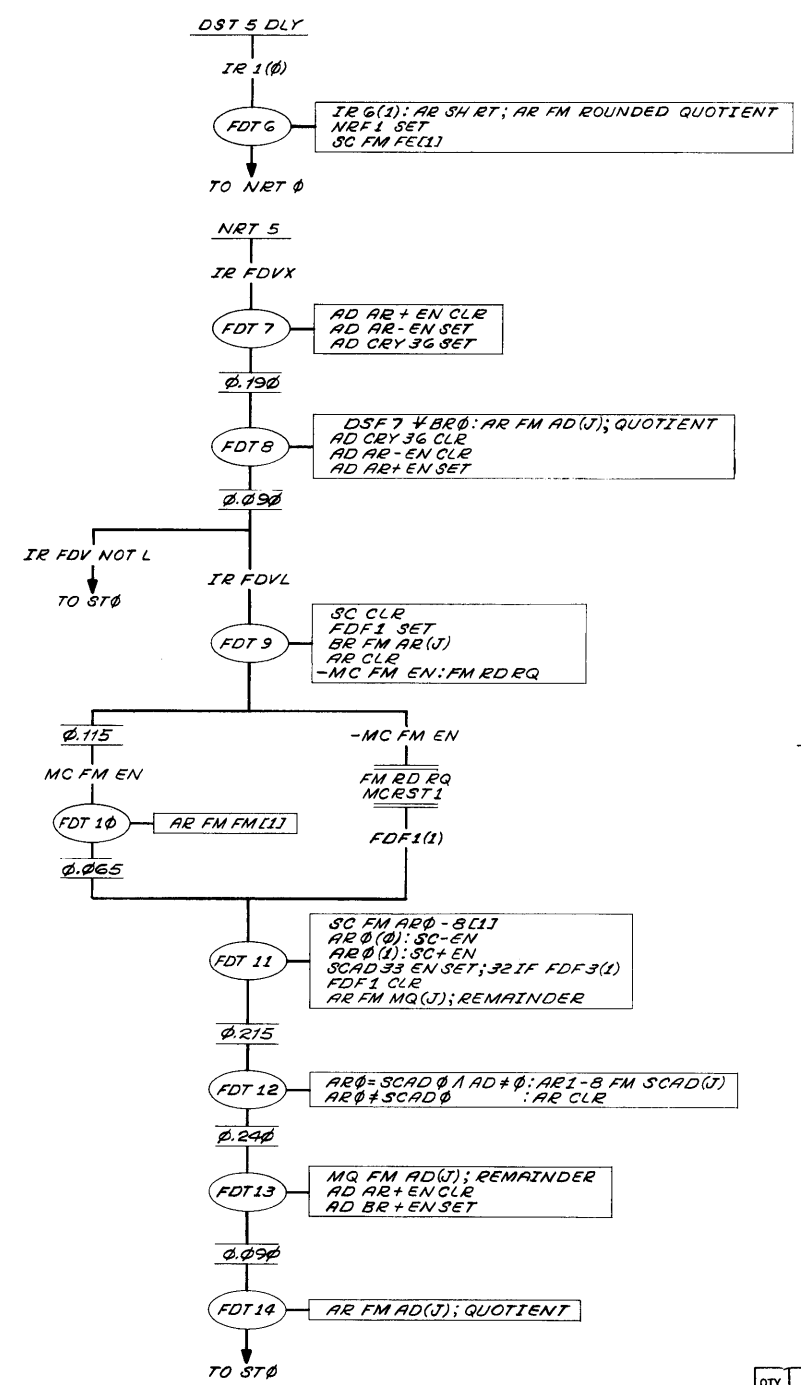 DST 5 DLY
IR 1(Ø)
FDT 6
IR 6(1): AR SH RT; AR FM ROUNDED QUOTIENT
NRF1 SET
SC FM FE[1]
TO NRT Ø
NRT 5
IR FDVX
FDT 7
AD AR + EN CLR
AD AR - EN SET
AD CRY 36 SET
Ø.19Ø
FDT 8
DSF 7 ⩝ BRØ: AR FM AD(J); QUOTIENT
AD CRY 36 CLR
AD AR - EN CLR
AD AR + EN SET
Ø.Ø9Ø
IR FDV NOT L
TO STØ
IR FDVL
FDT 9
SC CLR
FDF1 SET
BR FM AR(J)
AR CLR
-MC FM EN: FM RD RQ
Ø.115
MC FM EN
FDT 1Ø
AR FM FM[1]
Ø.Ø65
-MC FM EN
FM RD RQ
MC RST1
FDF1(1)
FDT 11
SC FM ARØ-8[1]
ARØ(Ø): SC-EN
ARØ(1): SC+EN
SCAD 33 EN SET; 32 IF FDF3(1)
FDF1 CLR
AR FM MQ(J); REMAINDER
Ø.215
FDT 12
ARØ = SCAD Ø ∧ AD ≠ Ø: AR1-8 FM SCAD(J)
ARØ ≠ SCADØ : AR CLR
Ø.24Ø
FDT 13
MQ FM AD(J); REMAINDER
AD AR + EN CLR
AD BR + EN SET
Ø.Ø9Ø
FDT 14
AR FM AD(J); QUOTIENT
TO STØ
QTY